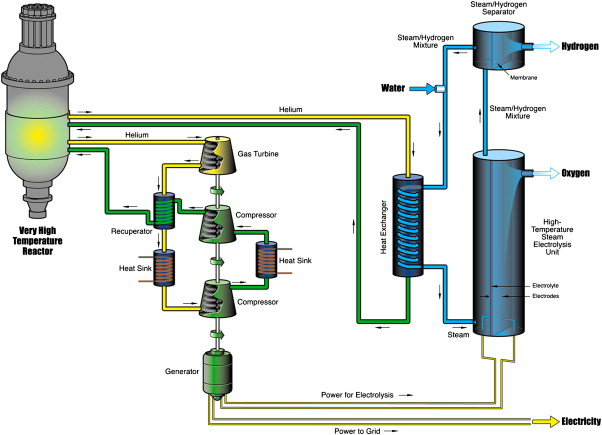 Steam/Hydrogen
Separator
Steam/Hydrogen
Mixture
Hydrogen
Membrane
Water
Steam/Hydrogen
Mixture
Helium
Helium
Gas Turbine
Oxygen
Heat Exchanger
Compressor
Very High
Temperature
Reactor
Recuperator
High-
Temperature
Steam
Electrolysis
Unit
Heat Sink
Heat Sink
Electrolyte
Electrodes
Compressor
Steam
Generator
Power for Electrolysis
Electricity
Power to Grid